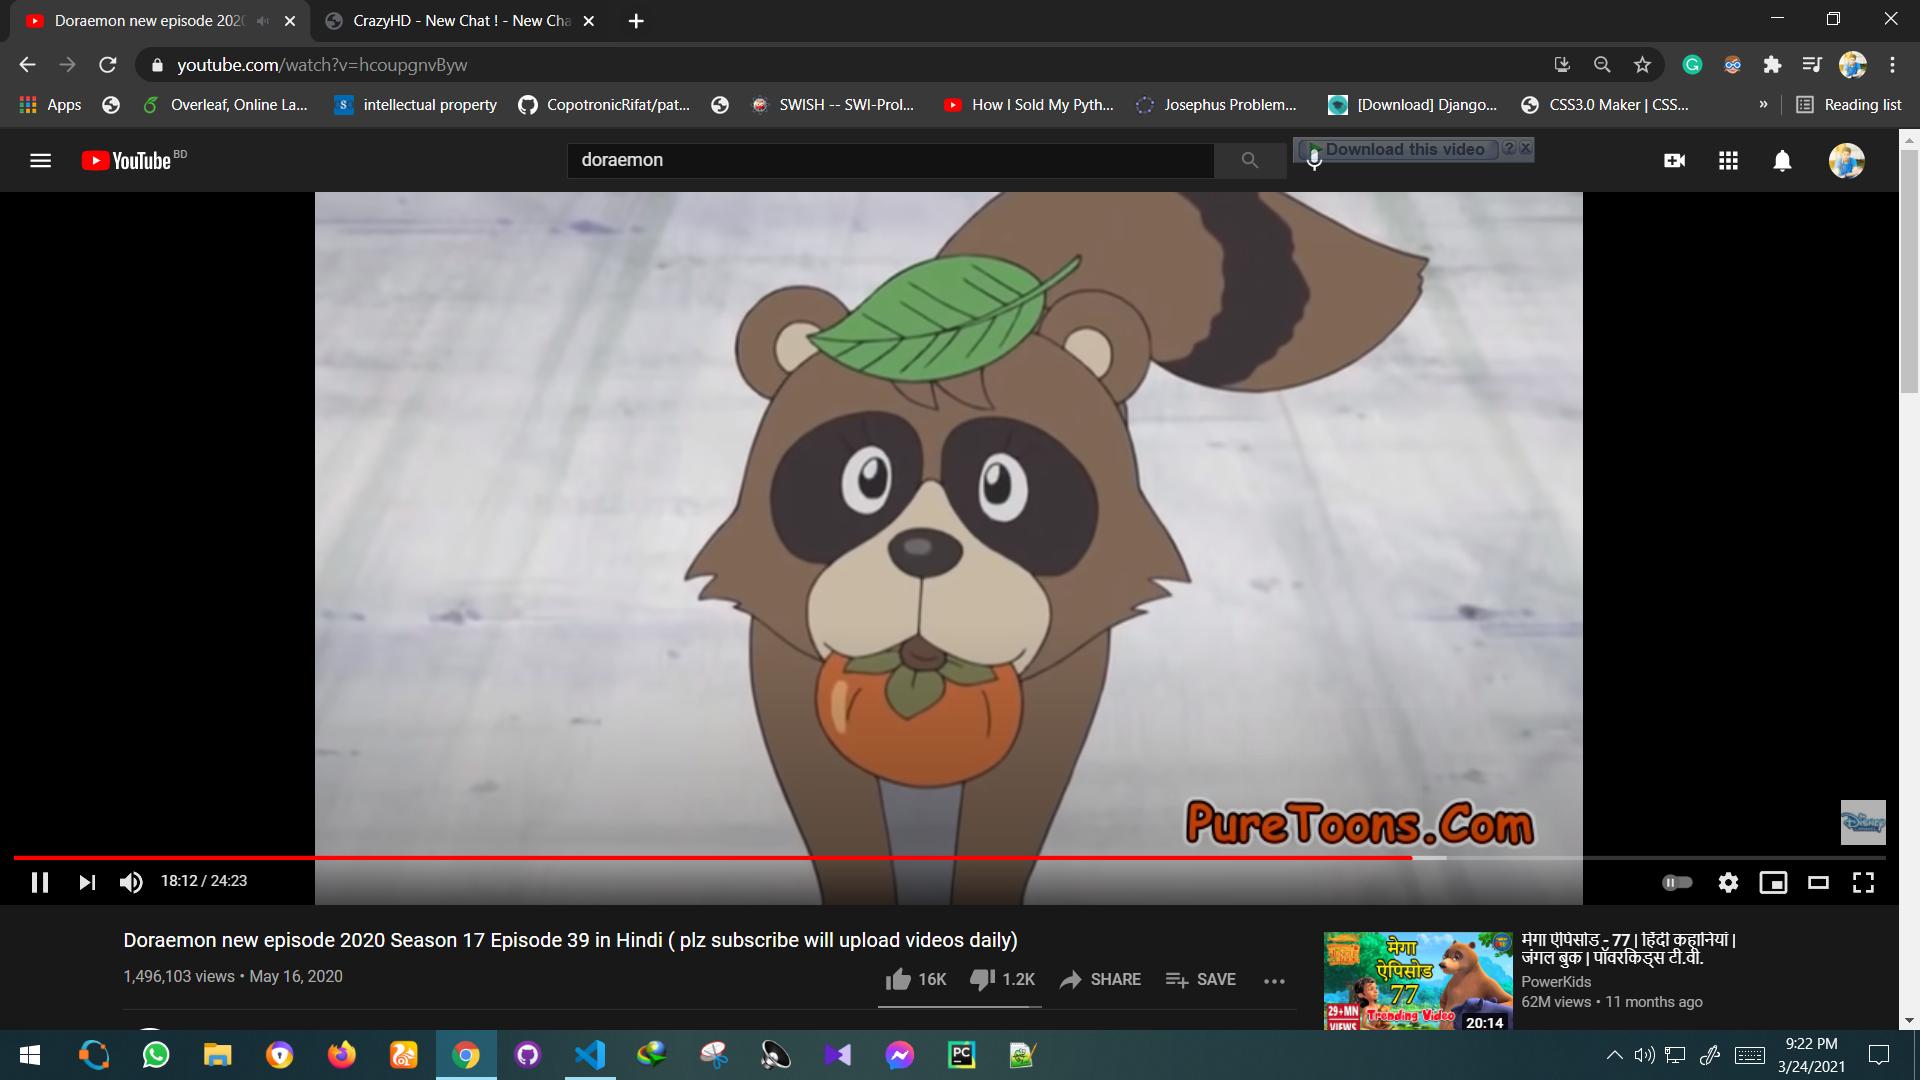 Doraemon new episode 2020
CrazyHD - New Chat ! - New Cha
youtube.com/watch?v=hcoupgnvByw
Apps
Overleaf, Online La...
intellectual property
CopotronicRifat/pat...
SWISH -- SWI-Prol...
How I Sold My Pyth...
Josephus Problem...
[Download] Django...
CSS3.0 Maker | CSS...
»
Reading list
YouTube BD
doraemon
Download this video
PureToons.Com
Disney
18:12 / 24:23
Doraemon new episode 2020 Season 17 Episode 39 in Hindi ( plz subscribe will upload videos daily)
1,496,103 views • May 16, 2020
16K
1.2K
SHARE
SAVE
मेगा
ऐपिसोड
77
29+MN
VIEWS
Trending Video
20:14
मेगा ऐपिसोड - 77 | हिंदी कहानियां |
जंगल बुक | पॉवरकिड्स टी.वी.
PowerKids
62M views • 11 months ago
9:22 PM
3/24/2021